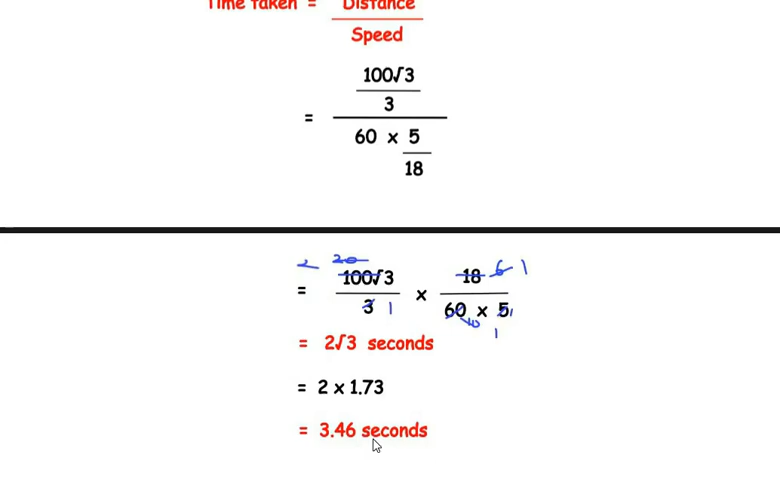 Time taken = Distance
Speed
100√3
3
=
60 x 5
18
2 20
100√3 18 6 1
= x
3 1 60 x 5 1
10 1
= 2√3 seconds
= 2 x 1.73
= 3.46 seconds